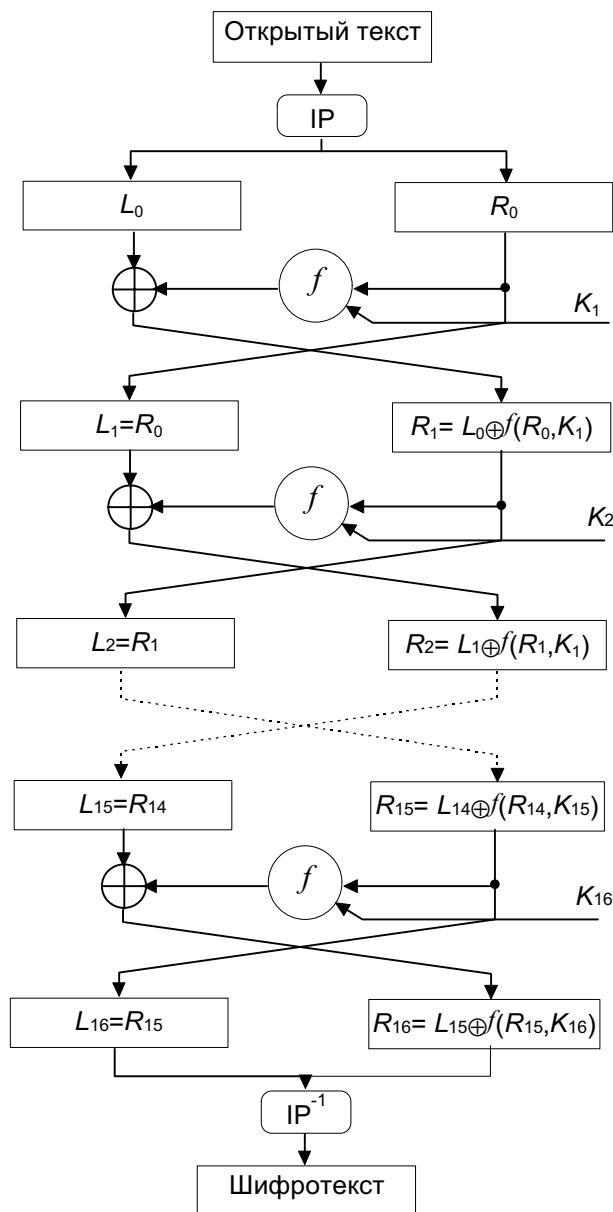 Открытый текст
IP
L₀
R₀
f
K₁
L₁=R₀
R₁= L₀⊕f(R₀,K₁)
f
K₂
L₂=R₁
R₂= L₁⊕f(R₁,K₁)
L₁₅=R₁₄
R₁₅= L₁₄⊕f(R₁₄,K₁₅)
f
K₁₆
L₁₆=R₁₅
R₁₆= L₁₅⊕f(R₁₅,K₁₆)
IP⁻¹
Шифротекст